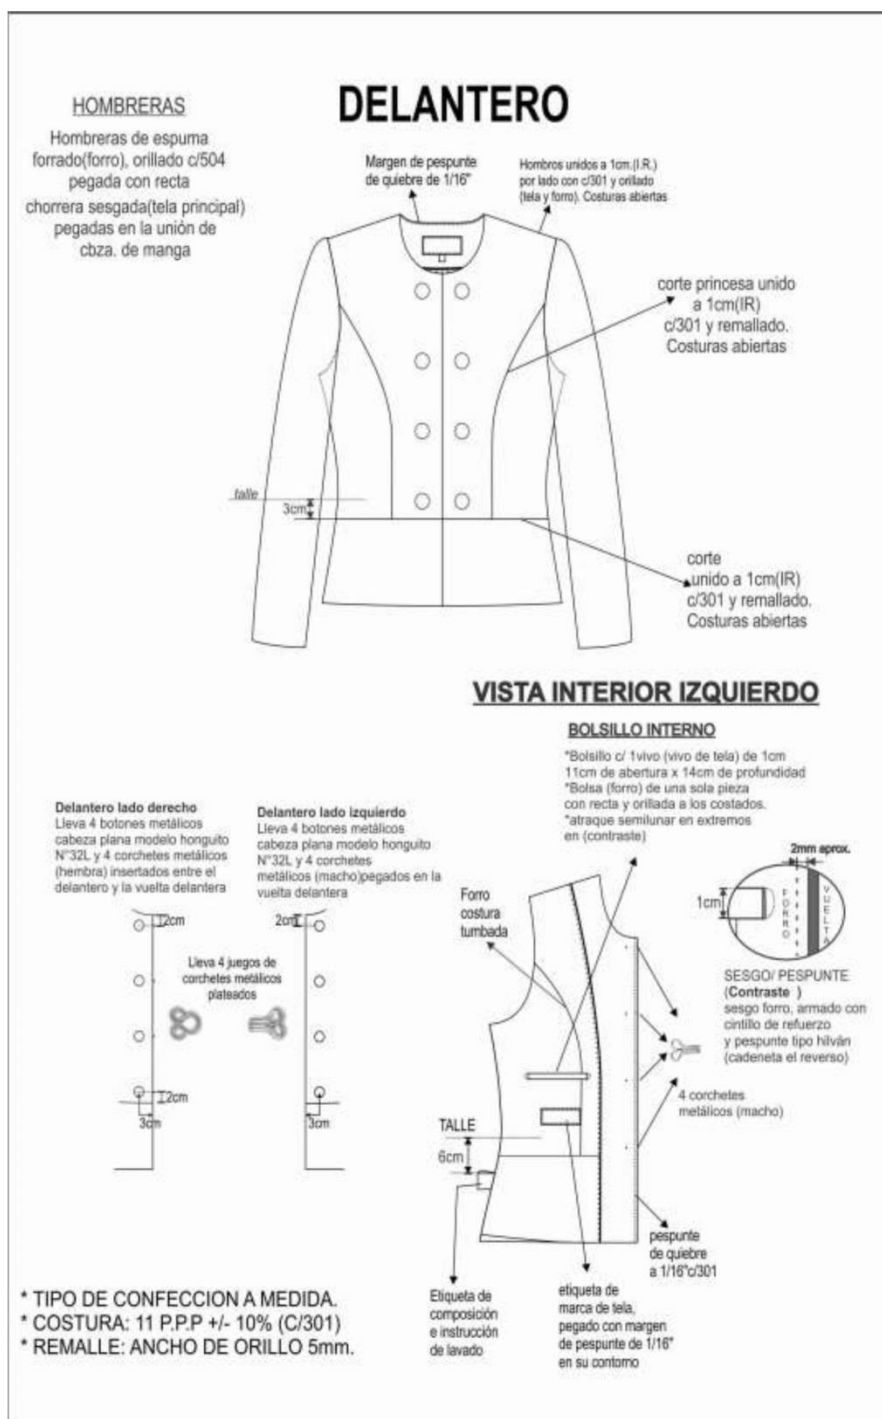 DELANTERO
HOMBRERAS
Hombreras de espuma
forrado(forro), orillado c/504
pegada con recta
chorrera sesgada(tela principal)
pegadas en la unión de
cbza. de manga
Margen de pespunte
de quiebre de 1/16"
Hombros unidos a 1cm.(I.R.)
por lado con c/301 y orillado
(tela y forro). Costuras abiertas
corte princesa unido
a 1cm(IR)
c/301 y remallado.
Costuras abiertas
talle
3cm
corte
unido a 1cm(IR)
c/301 y remallado.
Costuras abiertas
VISTA INTERIOR IZQUIERDO
BOLSILLO INTERNO
*Bolsillo c/ 1vivo (vivo de tela) de 1cm
11cm de abertura x 14cm de profundidad
*Bolsa (forro) de una sola pieza
con recta y orillada a los costados.
*atraque semilunar en extremos
en (contraste)
Delantero lado derecho
Lleva 4 botones metálicos
cabeza plana modelo honguito
N°32L y 4 corchetes metálicos
(hembra) insertados entre el
delantero y la vuelta delantera
Delantero lado izquierdo
Lleva 4 botones metálicos
cabeza plana modelo honguito
N°32L y 4 corchetes
metálicos (macho)pegados en la
vuelta delantera
2cm
2cm
Lleva 4 juegos de
corchetes metálicos
plateados
2cm
3cm
3cm
Forro
costura
tumbada
2mm aprox.
1cm
FORRO
VUELTA
SESGO/ PESPUNTE
(Contraste )
sesgo forro, armado con
cintillo de refuerzo
y pespunte tipo hilván
(cadeneta el reverso)
4 corchetes
metálicos (macho)
TALLE
6cm
pespunte
de quiebre
a 1/16"c/301
Etiqueta de
composición
e instrucción
de lavado
etiqueta de
marca de tela,
pegado con margen
de pespunte de 1/16"
en su contorno
* TIPO DE CONFECCION A MEDIDA.
* COSTURA: 11 P.P.P +/- 10% (C/301)
* REMALLE: ANCHO DE ORILLO 5mm.